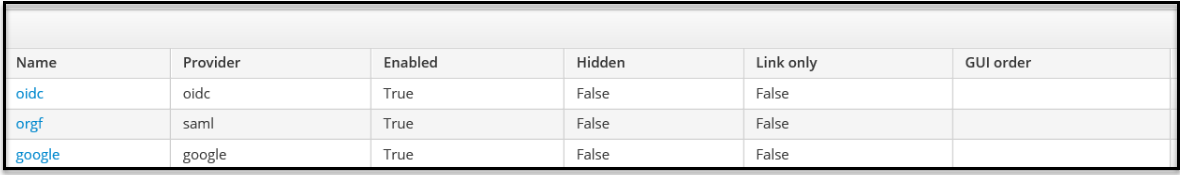 Name Provider Enabled Hidden Link only GUI order
oidc oidc True False False
orgf saml True False False
google google True False False